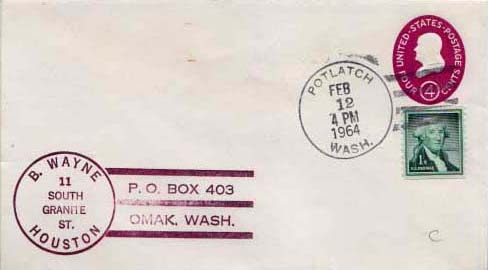 UNITED·STATES·POSTAGE
4
FOUR CENTS
POTLATCH
FEB
12
4 PM
1964
WASH.
1¢
U.S. POSTAGE
B. WAYNE
11
SOUTH
GRANITE
ST.
HOUSTON
P. O. BOX 403
OMAK, WASH.
C